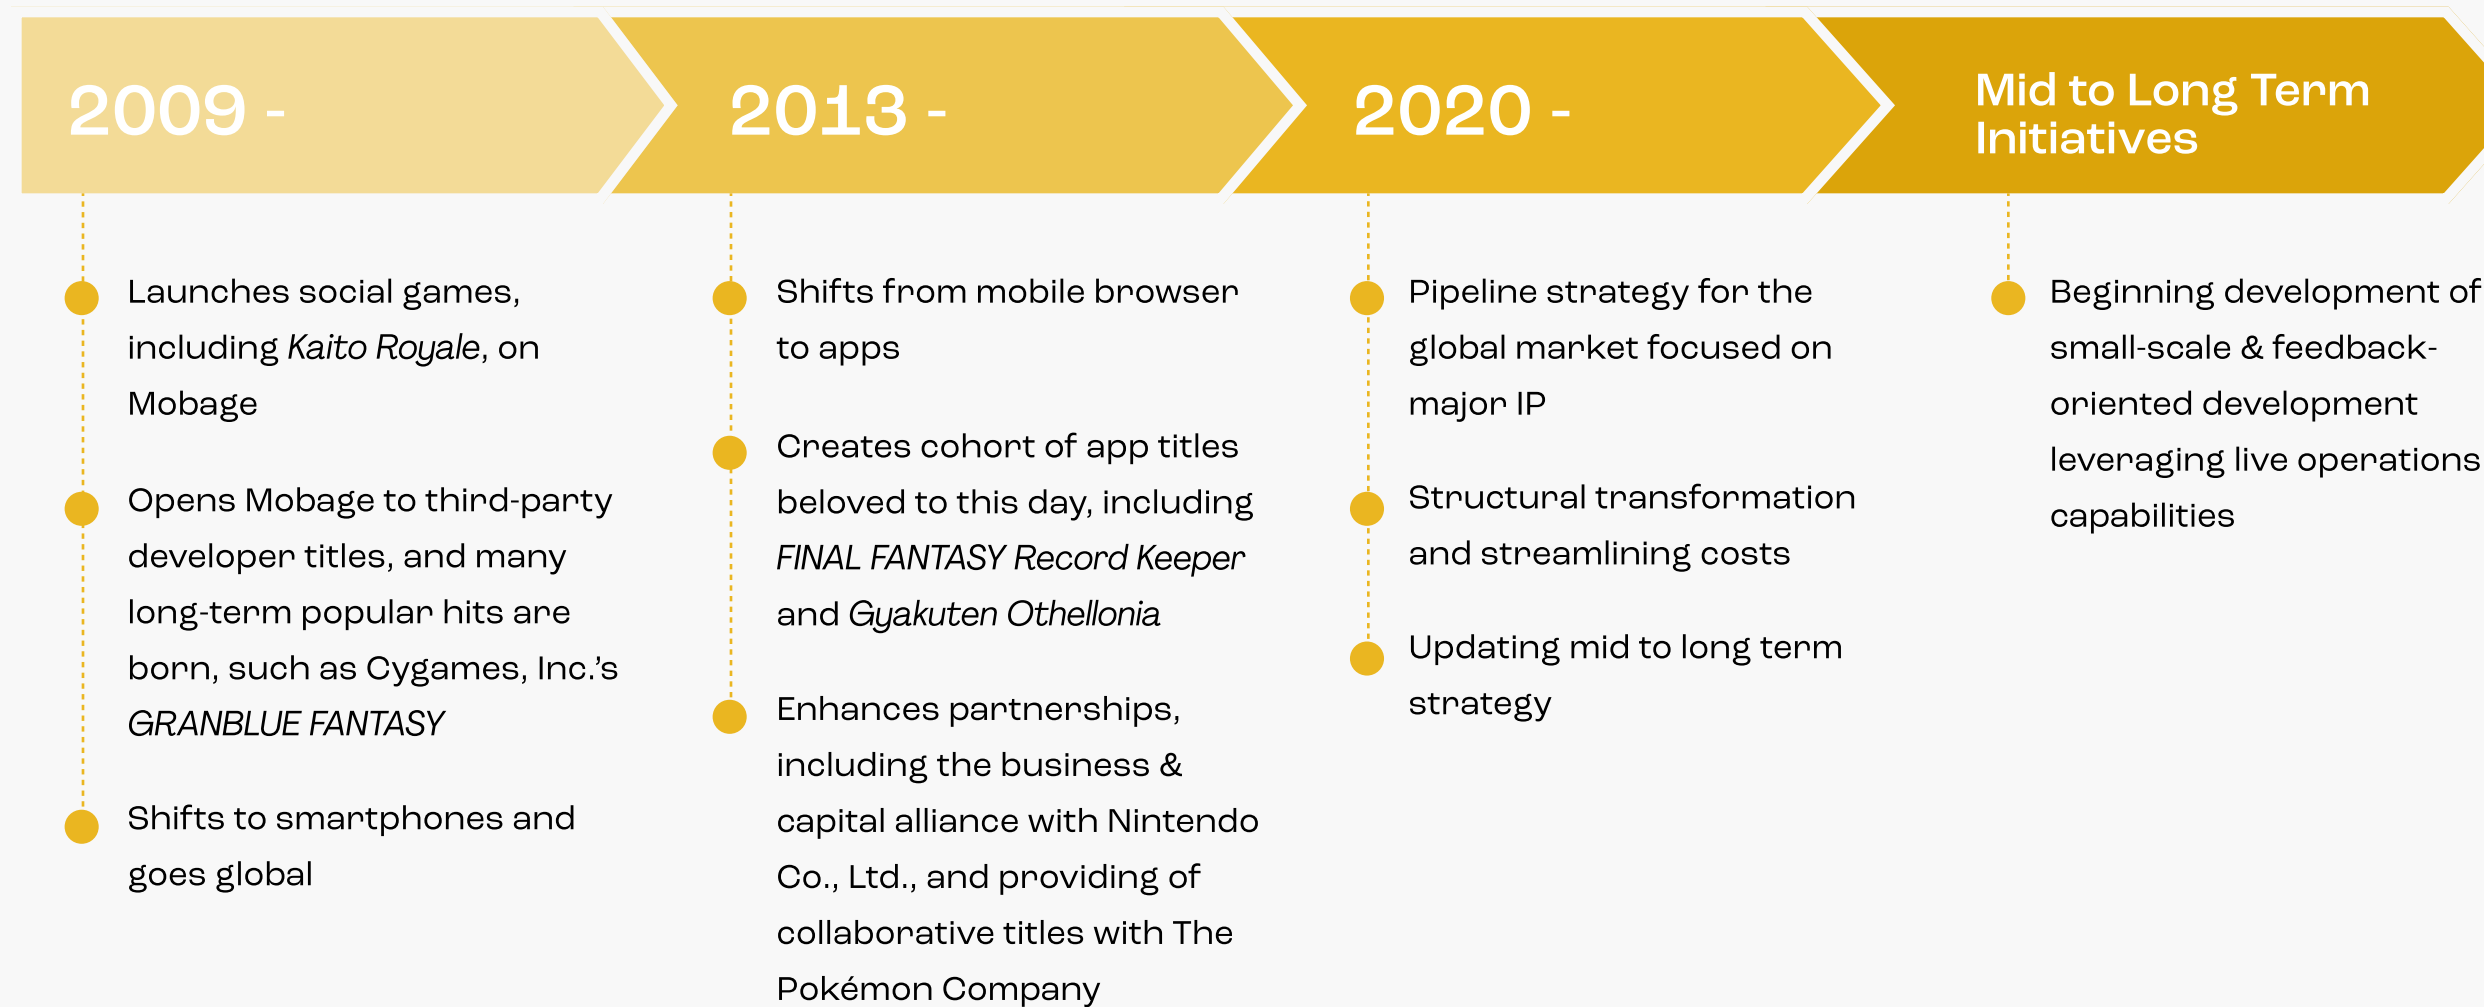 2009 -
Launches social games,
including Kaito Royale, on
Mobage
Opens Mobage to third-party
developer titles, and many
long-term popular hits are
born, such as Cygames, Inc.’s
GRANBLUE FANTASY
Shifts to smartphones and
goes global
2013 -
Shifts from mobile browser
to apps
Creates cohort of app titles
beloved to this day, including
FINAL FANTASY Record Keeper
and Gyakuten Othellonia
Enhances partnerships,
including the business &
capital alliance with Nintendo
Co., Ltd., and providing of
collaborative titles with The
Pokémon Company
2020 -
Pipeline strategy for the
global market focused on
major IP
Structural transformation
and streamlining costs
Updating mid to long term
strategy
Mid to Long Term
Initiatives
Beginning development of
small-scale & feedback-
oriented development
leveraging live operations
capabilities